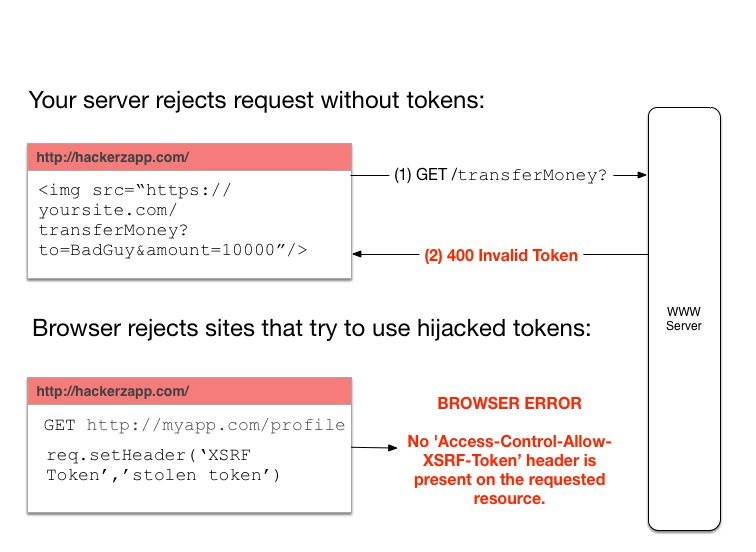 Your server rejects request without tokens:
http://hackerzapp.com/
<img src=“https://
yoursite.com/
transferMoney?
to=BadGuy&amount=10000”/>
(1) GET /transferMoney?
(2) 400 Invalid Token
WWW
Server
Browser rejects sites that try to use hijacked tokens:
http://hackerzapp.com/
GET http://myapp.com/profile
req.setHeader(‘XSRF
Token’,’stolen token’)
BROWSER ERROR
No 'Access-Control-Allow-
XSRF-Token’ header is
present on the requested
resource.